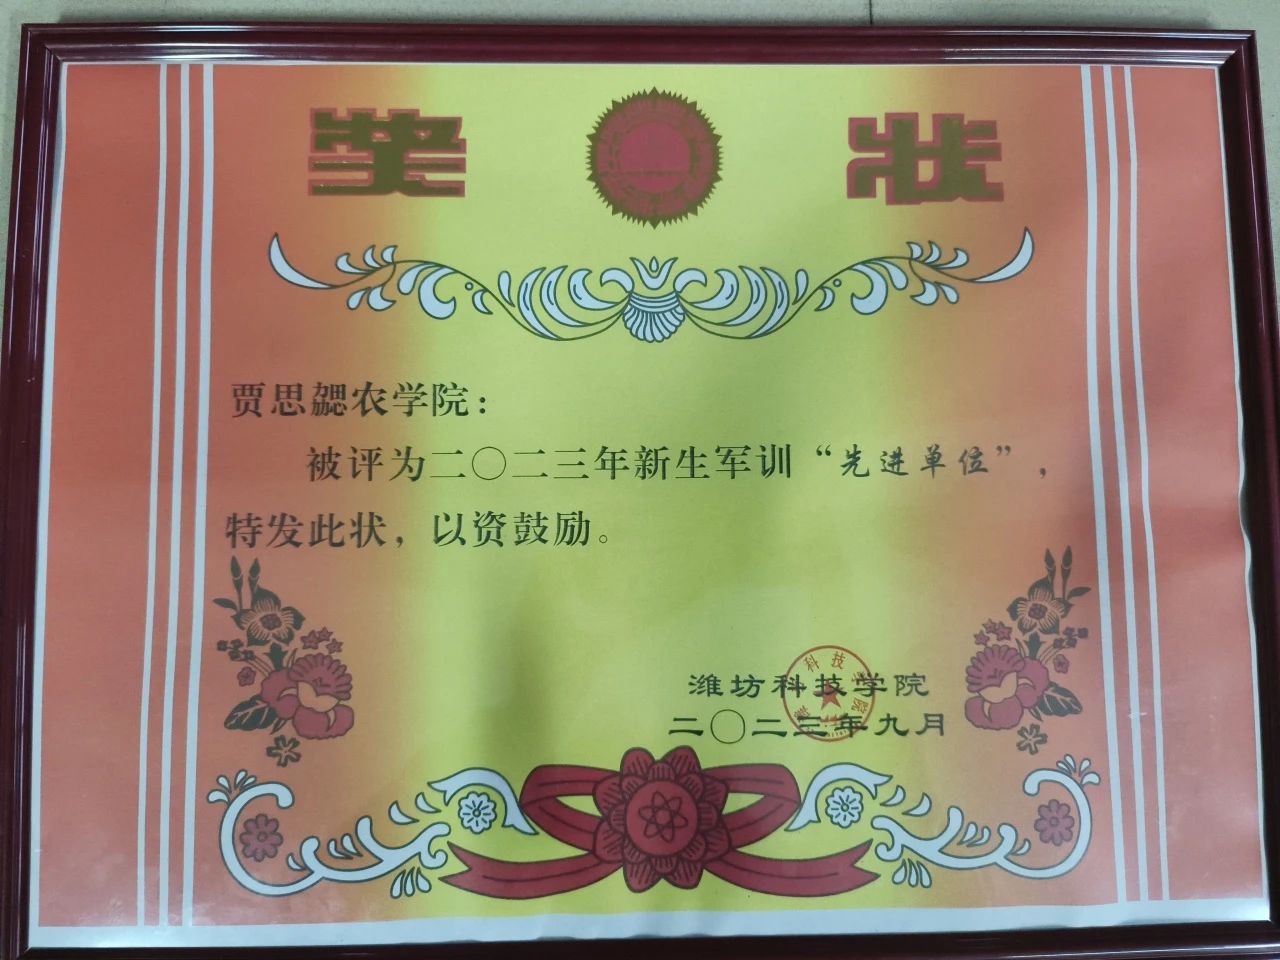 奖状
贾思勰农学院：
被评为二〇二三年新生军训“先进单位”，
特发此状，以资鼓励。
潍坊科技学院
二〇二三年九月